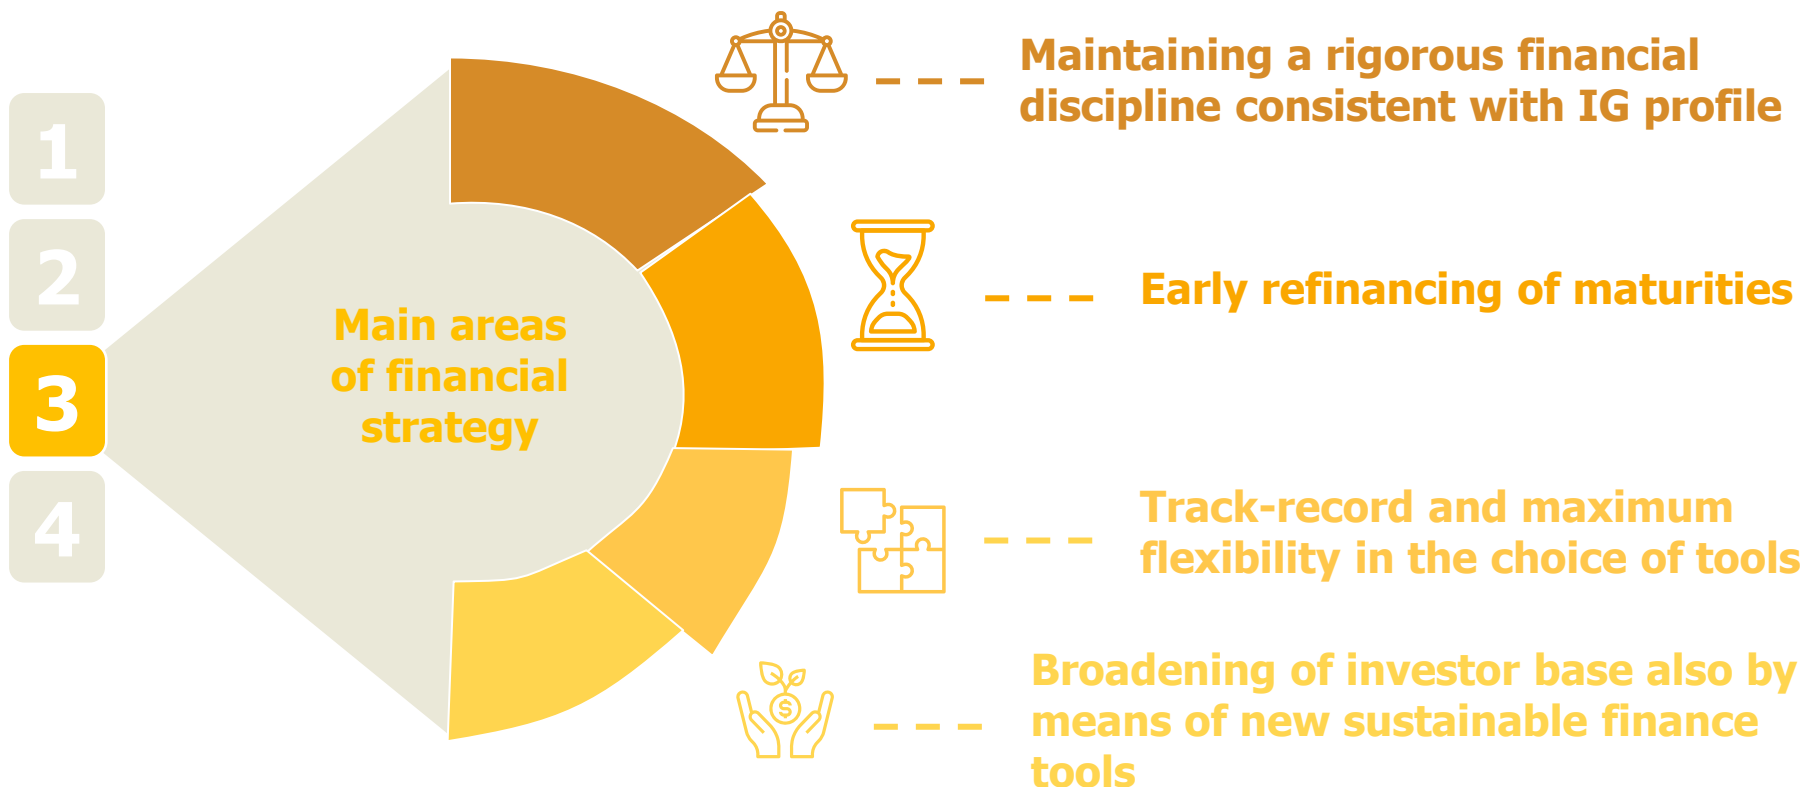 1
2
3
4
Main areas
of financial
strategy
Maintaining a rigorous financial
discipline consistent with IG profile
Early refinancing of maturities
Track-record and maximum
flexibility in the choice of tools
$
Broadening of investor base also by
means of new sustainable finance
tools